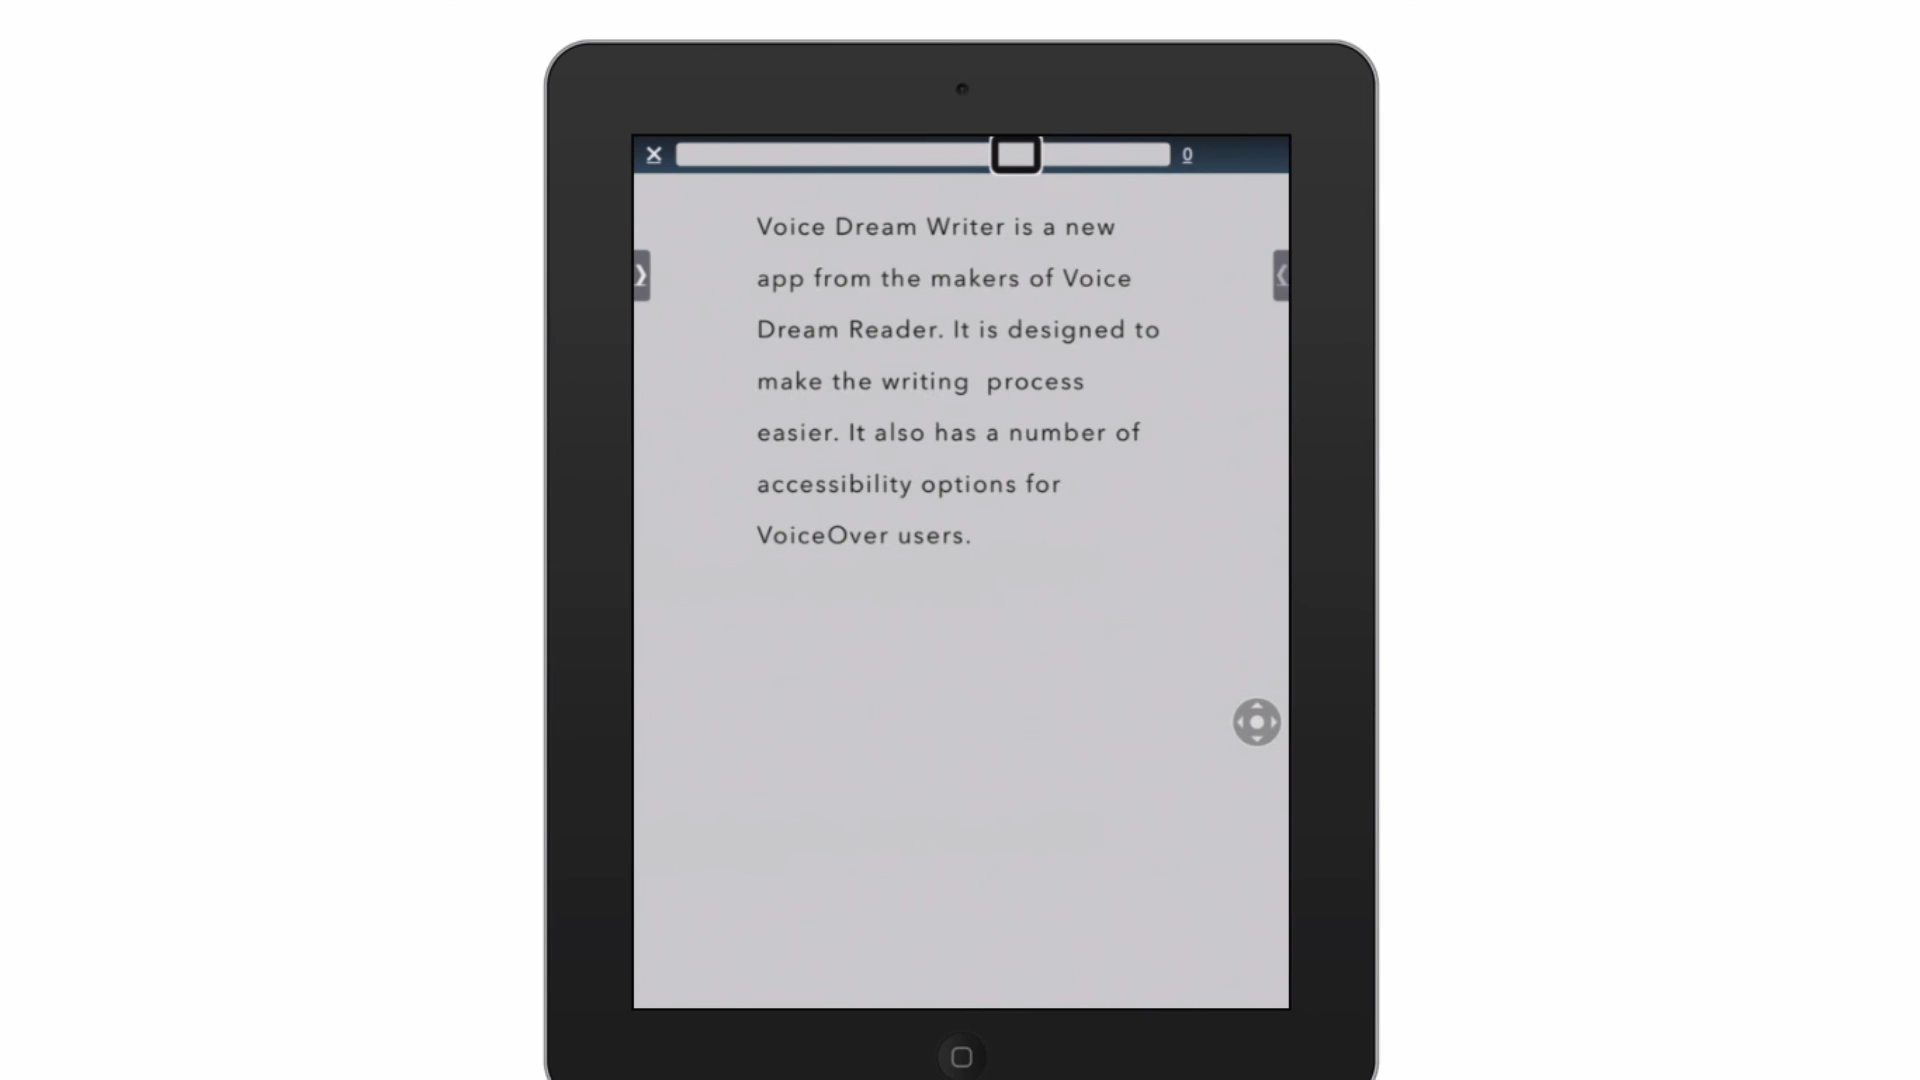 0
Voice Dream Writer is a new
app from the makers of Voice
Dream Reader. It is designed to
make the writing  process
easier. It also has a number of
accessibility options for
VoiceOver users.